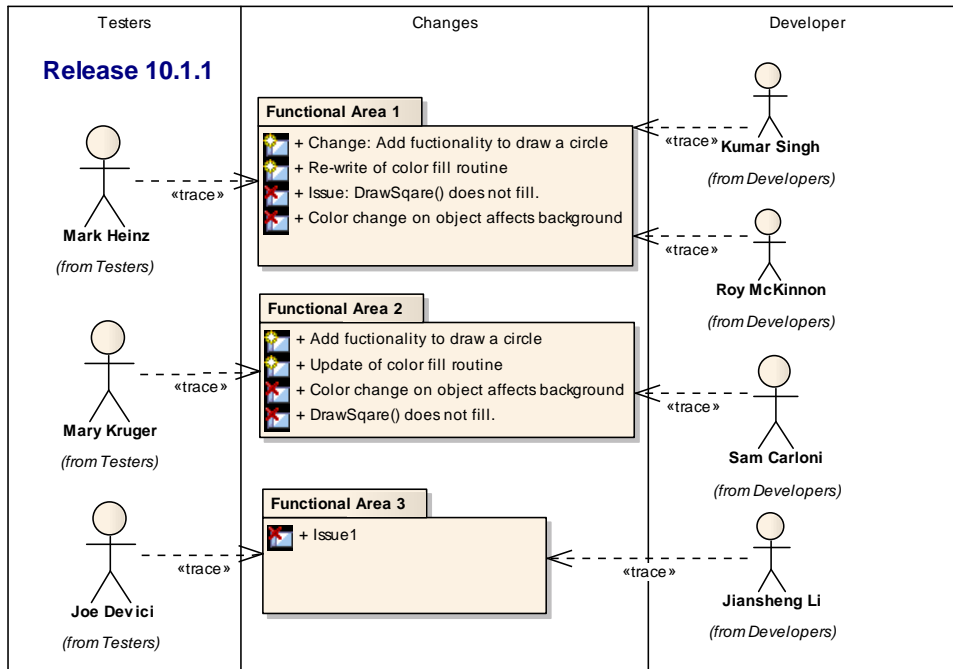 Testers
Changes
Developer
Release 10.1.1
Functional Area 1
+ Change: Add fuctionality to draw a circle
+ Re-write of color fill routine
+ Issue: DrawSqare() does not fill.
+ Color change on object affects background
«trace»
Mark Heinz
(from Testers)
«trace»
Kumar Singh
(from Developers)
«trace»
Roy McKinnon
(from Developers)
Functional Area 2
+ Add fuctionality to draw a circle
+ Update of color fill routine
+ Color change on object affects background
+ DrawSqare() does not fill.
«trace»
Mary Kruger
(from Testers)
«trace»
Sam Carloni
(from Developers)
Functional Area 3
+ Issue1
«trace»
Joe Devici
(from Testers)
«trace»
Jiansheng Li
(from Developers)